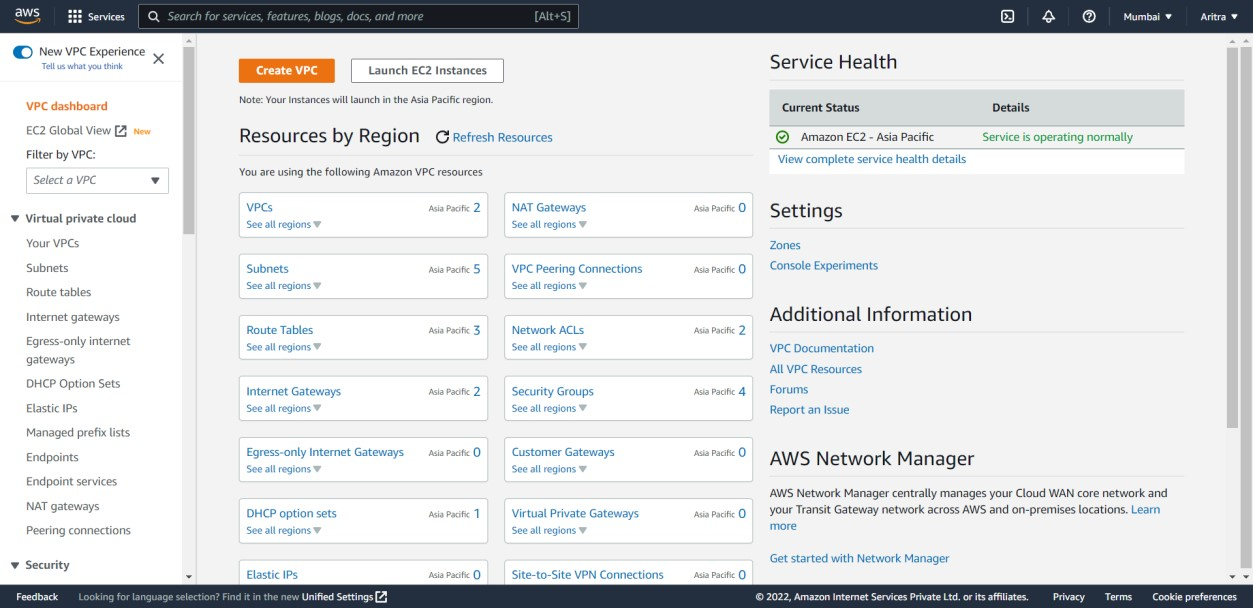 aws
Services
Search for services, features, blogs, docs, and more
[Alt+S]
Mumbai
Aritra
New VPC Experience
Tell us what you think
VPC dashboard
EC2 Global View New
Filter by VPC:
Select a VPC
Virtual private cloud
Your VPCs
Subnets
Route tables
Internet gateways
Egress-only internet
gateways
DHCP Option Sets
Elastic IPs
Managed prefix lists
Endpoints
Endpoint services
NAT gateways
Peering connections
Security
Create VPC
Launch EC2 Instances
Note: Your Instances will launch in the Asia Pacific region.
Resources by Region
Refresh Resources
You are using the following Amazon VPC resources
VPCs Asia Pacific 2
See all regions
NAT Gateways Asia Pacific 0
See all regions
Subnets Asia Pacific 5
See all regions
VPC Peering Connections Asia Pacific 0
See all regions
Route Tables Asia Pacific 3
See all regions
Network ACLs Asia Pacific 2
See all regions
Internet Gateways Asia Pacific 2
See all regions
Security Groups Asia Pacific 4
See all regions
Egress-only Internet Gateways Asia Pacific 0
See all regions
Customer Gateways Asia Pacific 0
See all regions
DHCP option sets Asia Pacific 1
See all regions
Virtual Private Gateways Asia Pacific 0
See all regions
Elastic IPs Asia Pacific 0
Site-to-Site VPN Connections Asia Pacific 0
Service Health
Current Status Details
Amazon EC2 - Asia Pacific Service is operating normally
View complete service health details
Settings
Zones
Console Experiments
Additional Information
VPC Documentation
All VPC Resources
Forums
Report an Issue
AWS Network Manager
AWS Network Manager centrally manages your Cloud WAN core network and
your Transit Gateway network across AWS and on-premises locations. Learn
more
Get started with Network Manager
Feedback
Looking for language selection? Find it in the new Unified Settings
© 2022, Amazon Internet Services Private Ltd. or its affiliates.
Privacy
Terms
Cookie preferences